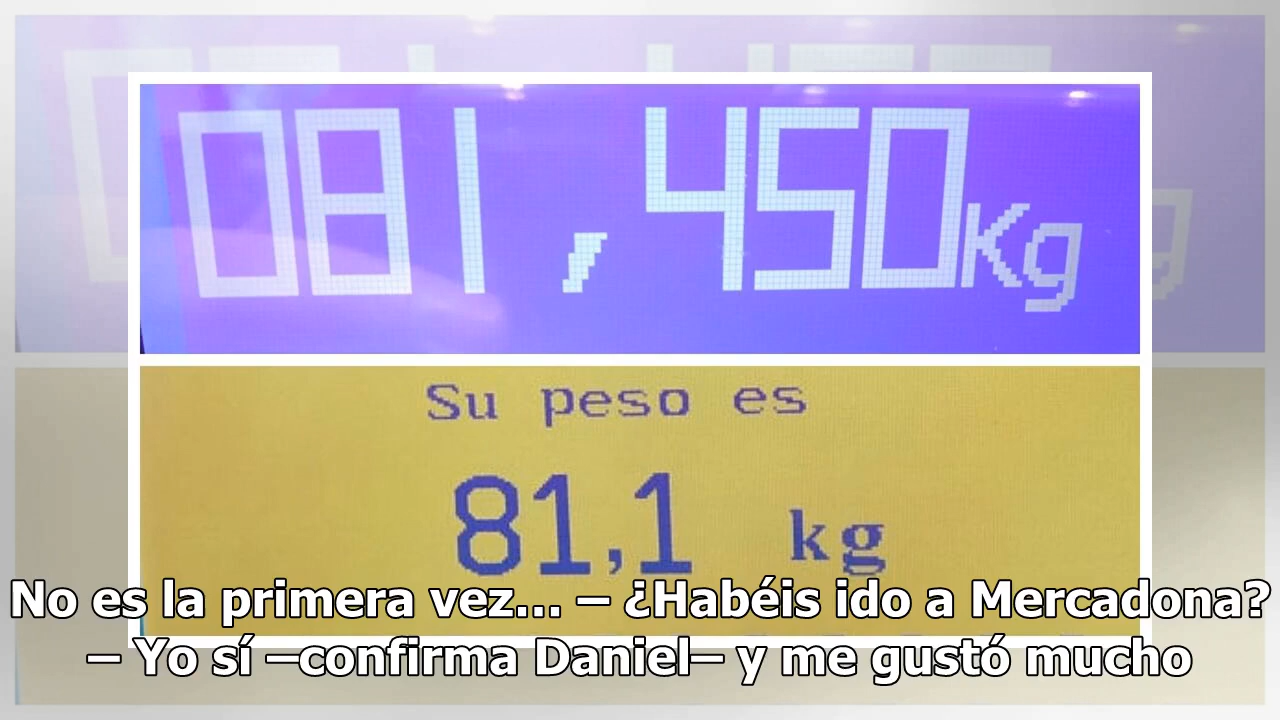 081,450Kg
Su peso es
81,1 kg
No es la primera vez... – ¿Habéis ido a Mercadona?
– Yo sí –confirma Daniel– y me gustó mucho